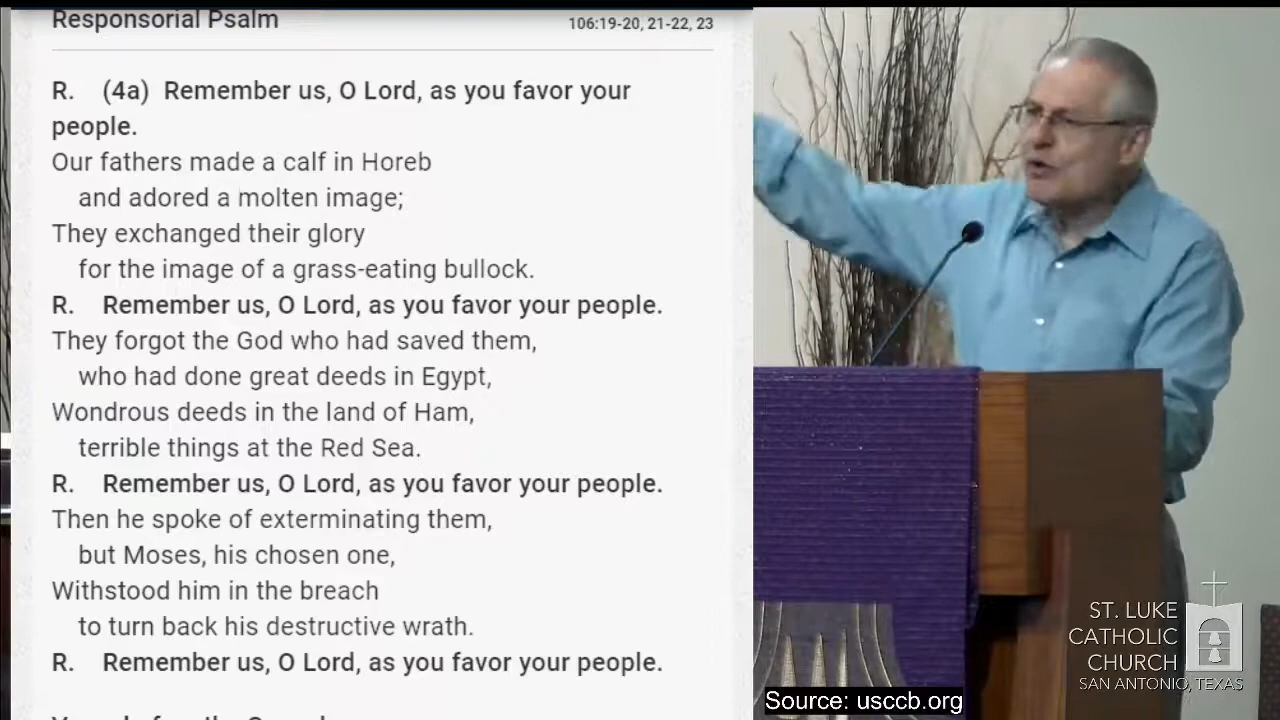 Responsorial Psalm 106:19-20, 21-22, 23
R. (4a) Remember us, O Lord, as you favor your
people.
Our fathers made a calf in Horeb
and adored a molten image;
They exchanged their glory
for the image of a grass-eating bullock.
R. Remember us, O Lord, as you favor your people.
They forgot the God who had saved them,
who had done great deeds in Egypt,
Wondrous deeds in the land of Ham,
terrible things at the Red Sea.
R. Remember us, O Lord, as you favor your people.
Then he spoke of exterminating them,
but Moses, his chosen one,
Withstood him in the breach
to turn back his destructive wrath.
R. Remember us, O Lord, as you favor your people.
ST. LUKE
CATHOLIC
CHURCH
SAN ANTONIO, TEXAS
Source: usccb.org